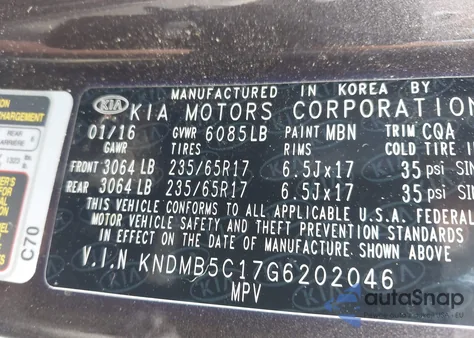 MANUFACTURED IN KOREA BY
KIA KIA MOTORS CORPORATION
01/16 GVWR 6085LB PAINT MBN TRIM CQA
GAWR TIRES RIMS COLD TIRE
FRONT 3064 LB 235/65R17 6.5Jx17 35 psi
REAR 3064 LB 235/65R17 6.5Jx17 35 psi
THIS VEHICLE CONFORMS TO ALL APPLICABLE U.S.A. FEDERAL
MOTOR VEHICLE SAFETY AND THEFT PREVENTION STANDARDS
IN EFFECT ON THE DATE OF MANUFACTURE SHOWN ABOVE.
V.I.N KNDMB5C17G6202046
MPV
C70
REAR
autoSnap